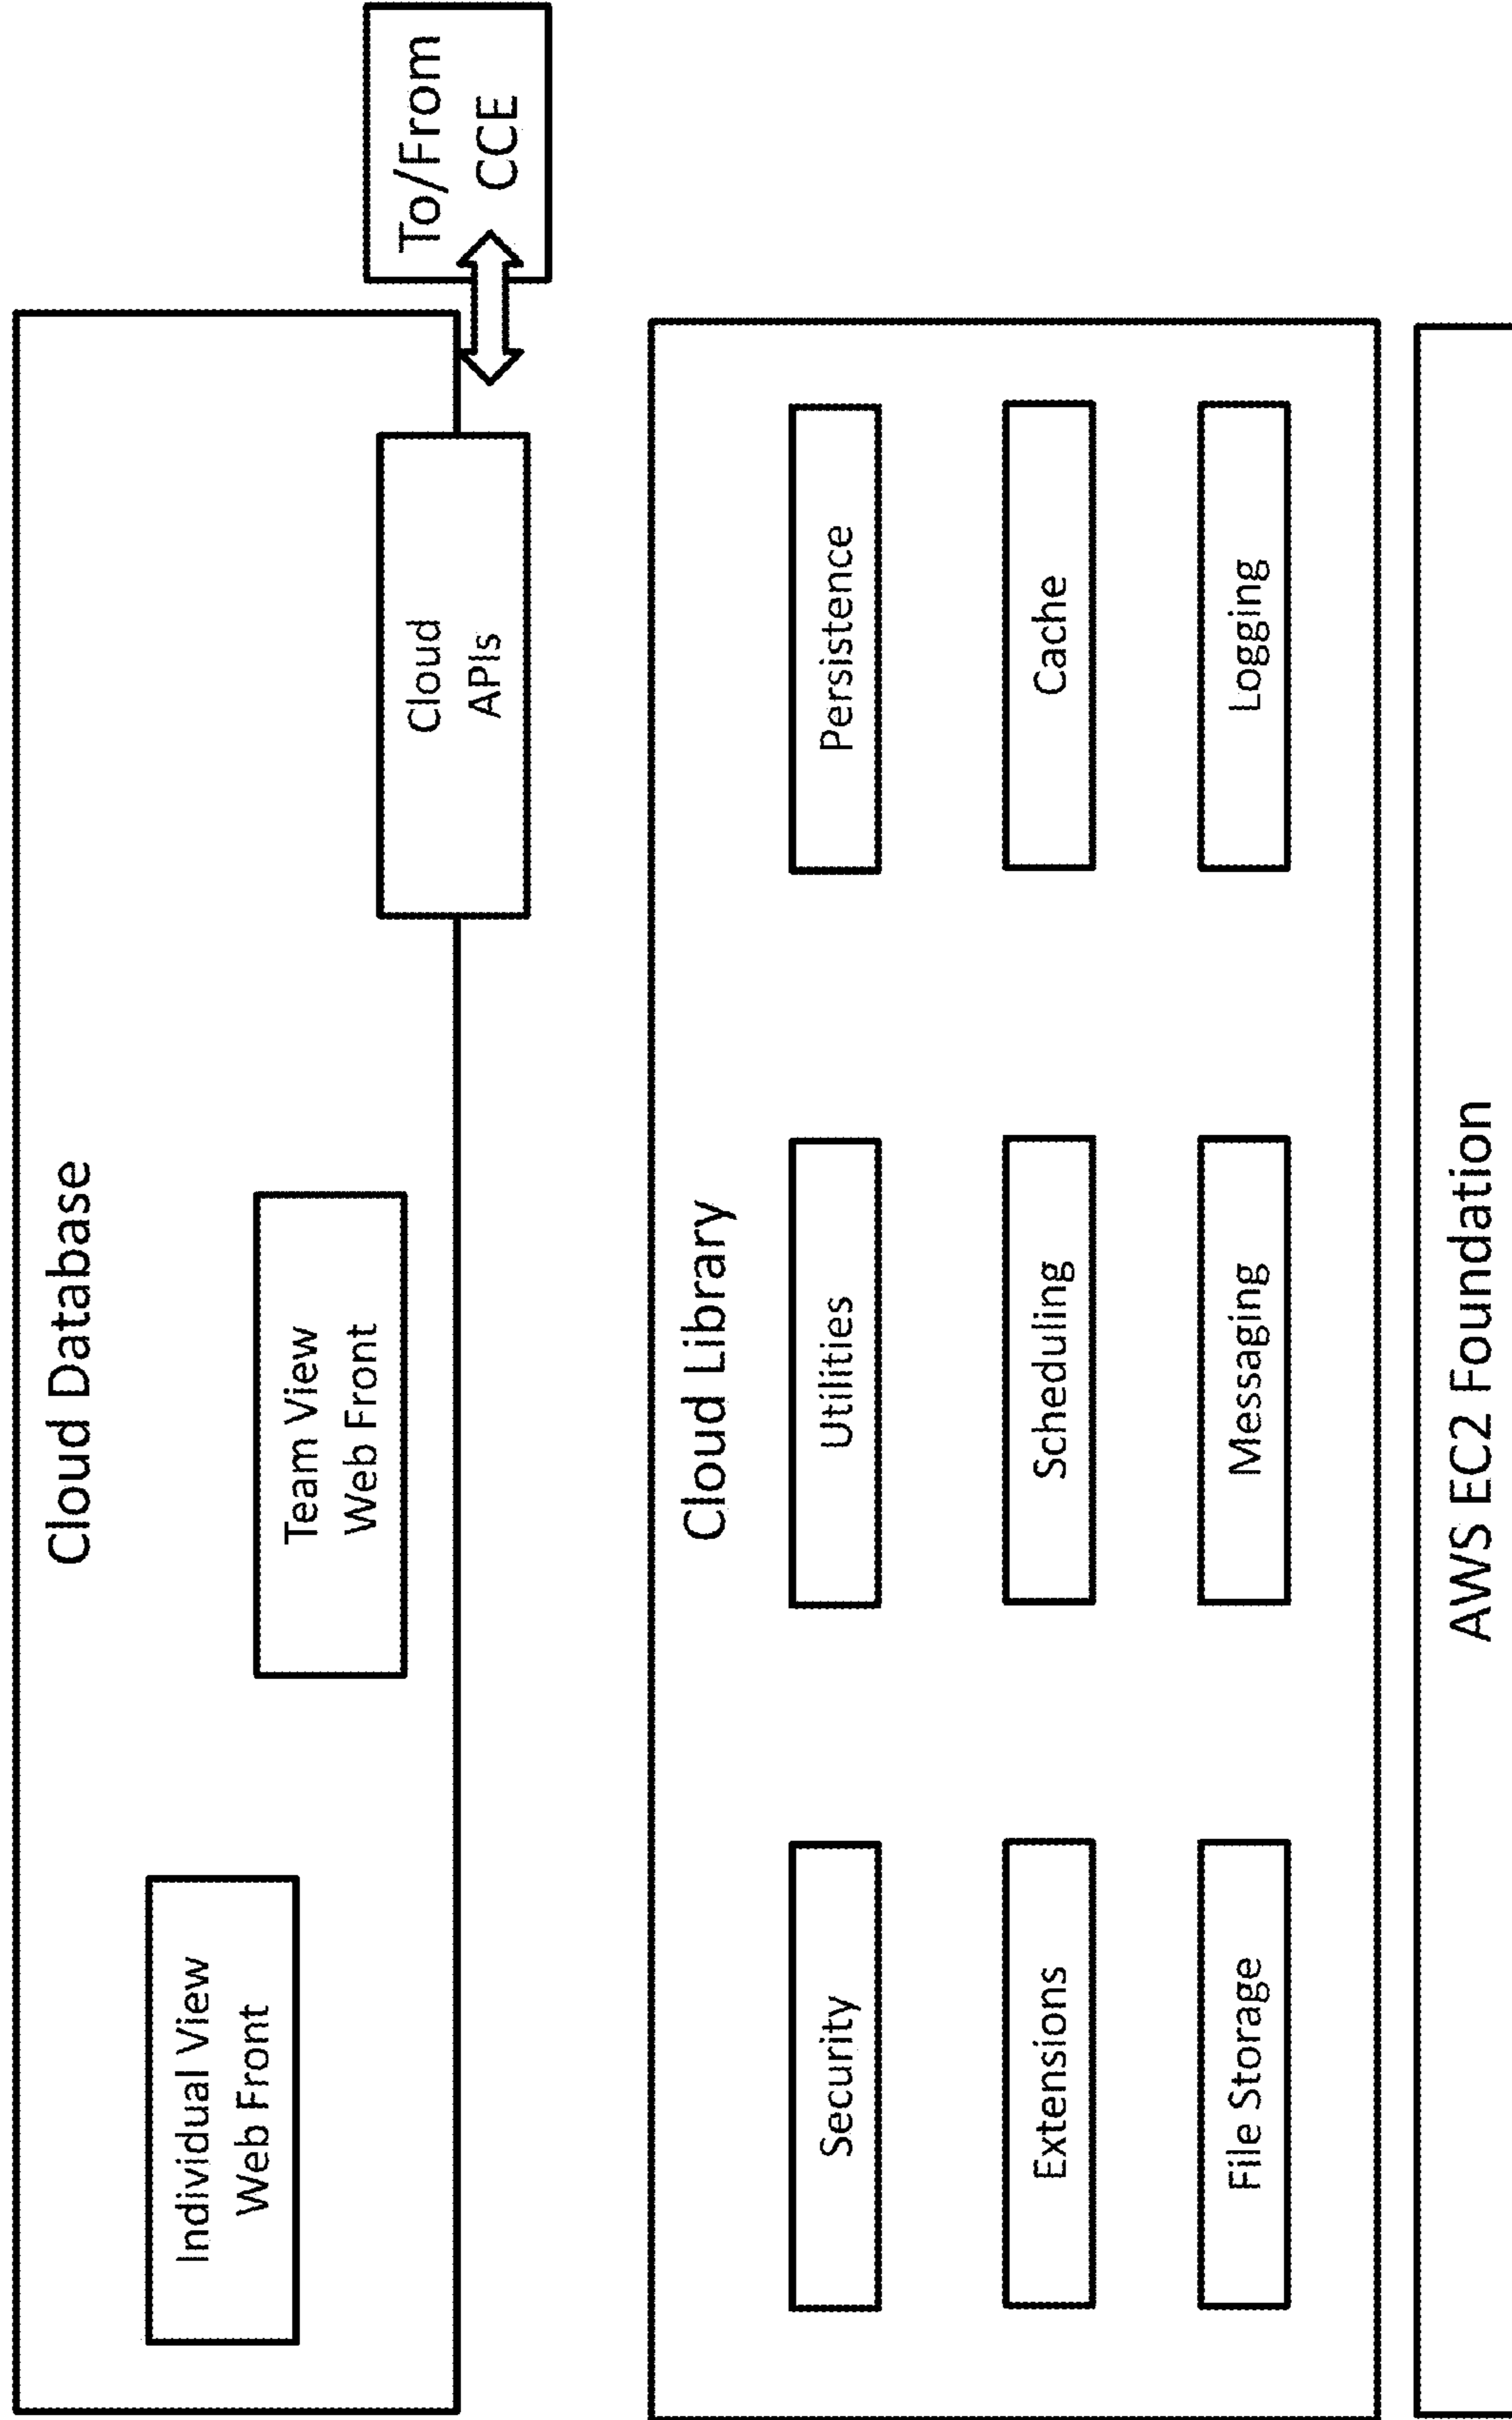 Cloud Database
Individual View
Web Front
Team View
Web Front
Cloud
APIs
To/From
CCE
Cloud Library
Security
Utilities
Persistence
Extensions
Scheduling
Cache
File Storage
Messaging
Logging
AWS EC2 Foundation